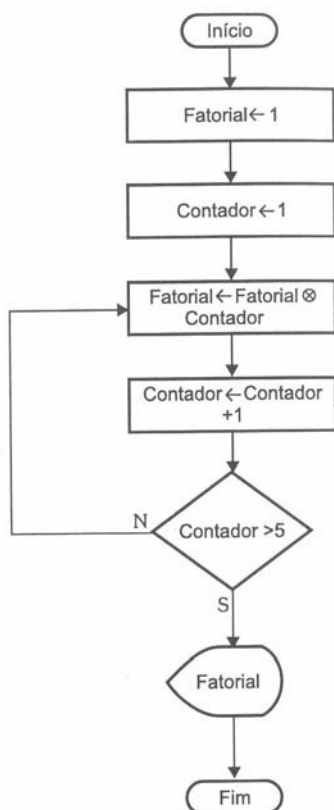 Início
Fatorial← 1
Contador ←1
Fatorial←Fatorial ⊗
Contador
Contador←Contador
+1
N
Contador >5
S
Fatorial
Fim